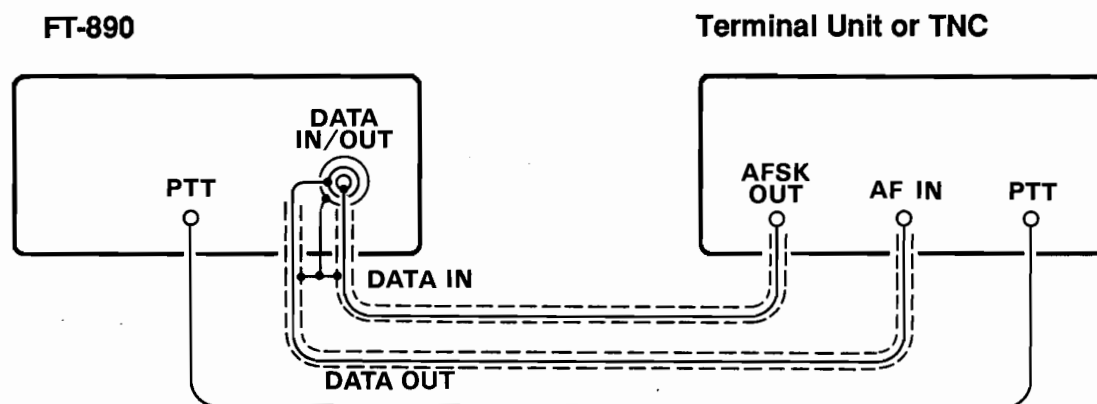 FT-890
Terminal Unit or TNC
DATA
IN/OUT
PTT
AFSK
OUT
AF IN
PTT
DATA IN
DATA OUT